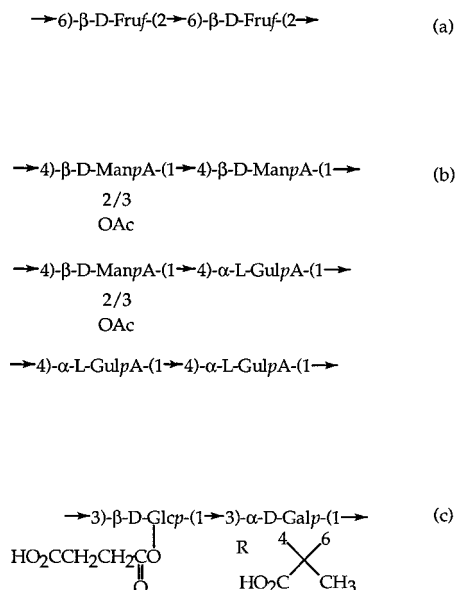 →6)-β-D-Fruf-(2→6)-β-D-Fruf-(2→ (a)
→4)-β-D-ManpA-(1→4)-β-D-ManpA-(1→ (b)
2/3
OAc
→4)-β-D-ManpA-(1→4)-α-L-GulpA-(1→
2/3
OAc
→4)-α-L-GulpA-(1→4)-α-L-GulpA-(1→
→3)-β-D-Glcp-(1→3)-α-D-Galp-(1→ (c)
R 4 6
HO₂CCH₂CH₂CO
O
HO₂C CH₃